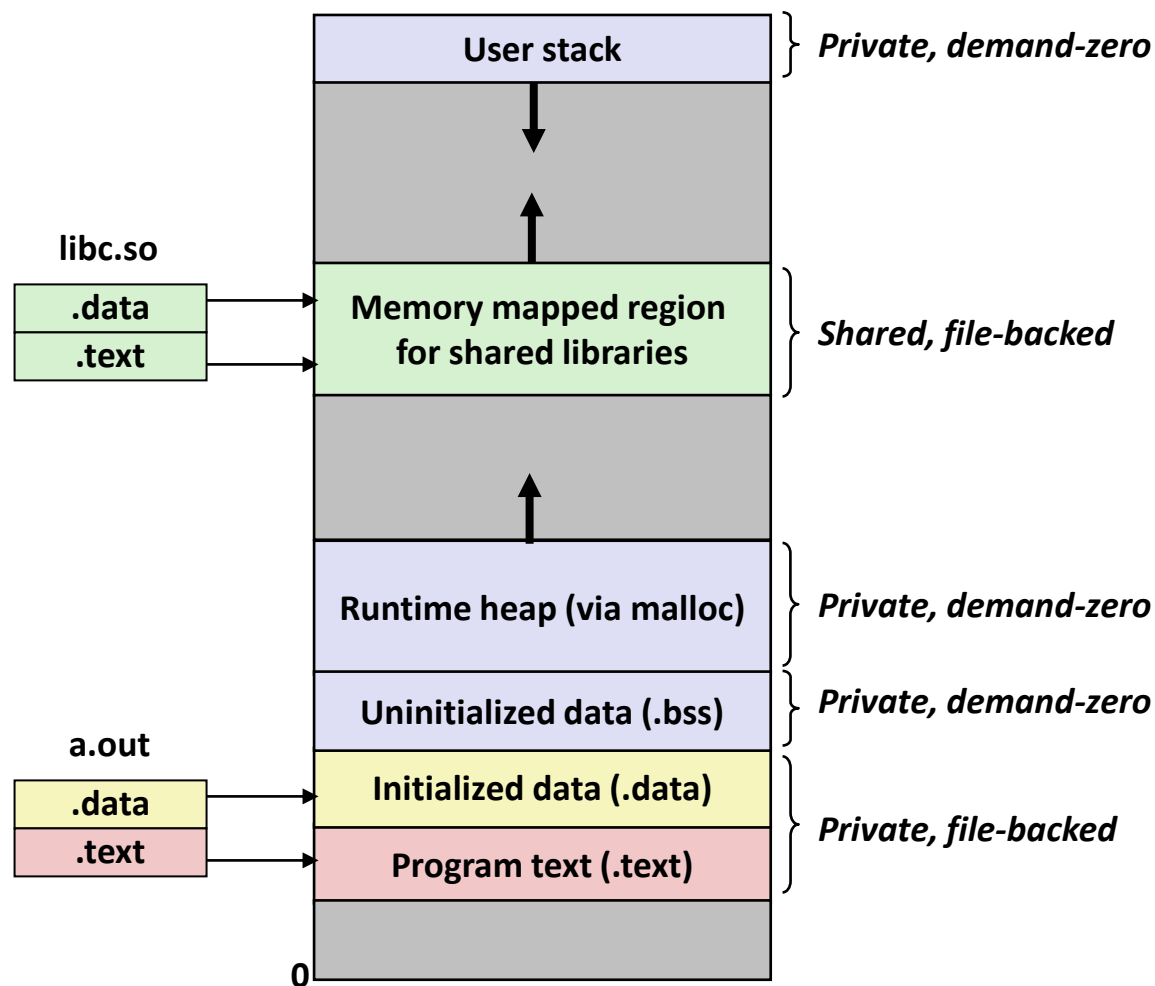 User stack
Private, demand-zero
libc.so
.data
.text
Memory mapped region
for shared libraries
Shared, file-backed
Runtime heap (via malloc)
Private, demand-zero
Uninitialized data (.bss)
Private, demand-zero
a.out
.data
.text
Initialized data (.data)
Program text (.text)
Private, file-backed
0